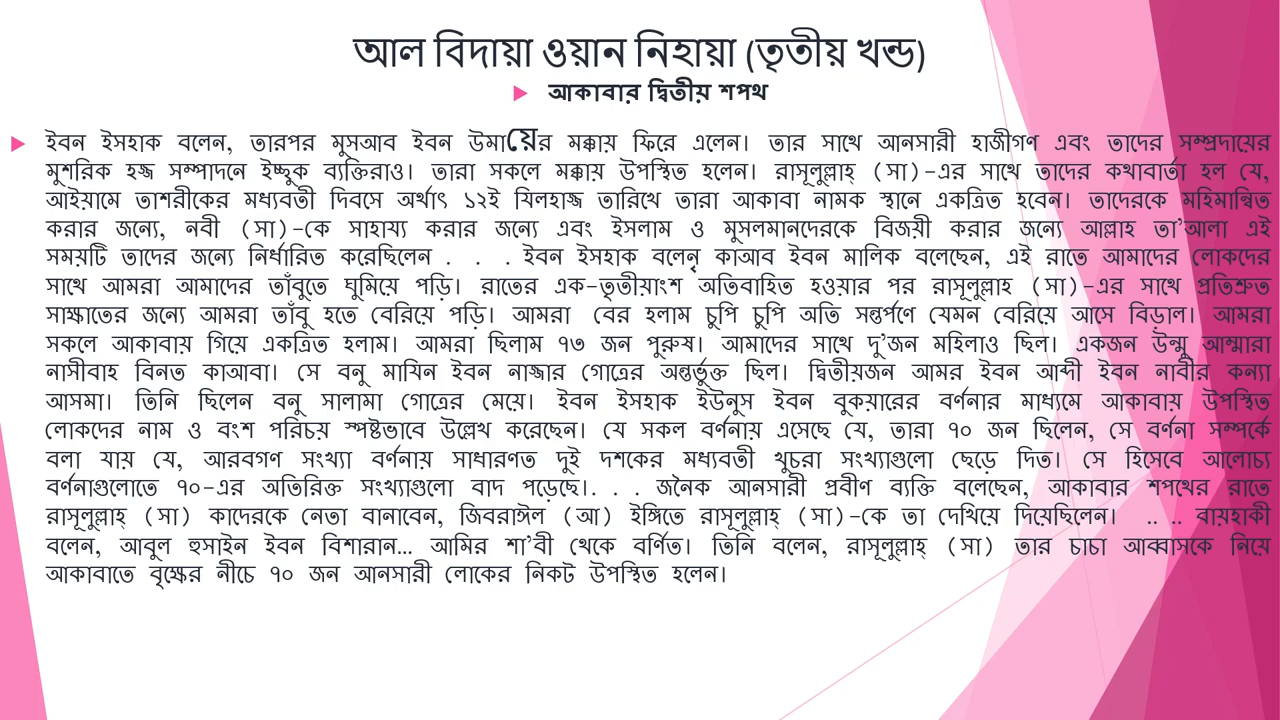 আল বিদায়া ওয়ান নিহায়া (তৃতীয় খন্ড)
আকাবার দ্বিতীয় শপথ
ইবন ইসহাক বলেন, তারপর মুসআব ইবন উমায়ের মক্কায় ফিরে এলেন। তার সাথে আনসারী হাজীগণ এবং তাদের সম্প্রদায়ের
মুশরিক হজ্জ সম্পাদনে ইচ্ছুক ব্যক্তিরাও। তারা সকলে মক্কায় উপস্থিত হলেন। রাসূলুল্লাহ্ (সা)-এর সাথে তাদের কথাবার্তা হল যে,
আইয়ামে তাশরীকের মধ্যবর্তী দিবসে অর্থাৎ ১২ই যিলহাজ্জ তারিখে তারা আকাবা নামক স্থানে একত্রিত হবেন। তাদেরকে মহিমান্বিত
করার জন্যে, নবী (সা)-কে সাহায্য করার জন্যে এবং ইসলাম ও মুসলমানদেরকে বিজয়ী করার জন্যে আল্লাহ তা’আলা এই
সময়টি তাদের জন্যে নির্ধারিত করেছিলেন . . . ইবন ইসহাক বলেনৃ কাআব ইবন মালিক বলেছেন, এই রাতে আমাদের লোকদের
সাথে আমরা আমাদের তাঁবুতে ঘুমিয়ে পড়ি। রাতের এক-তৃতীয়াংশ অতিবাহিত হওয়ার পর রাসূলুল্লাহ (সা)-এর সাথে প্রতিশ্রুত
সাক্ষাতের জন্যে আমরা তাঁবু হতে বেরিয়ে পড়ি। আমরা বের হলাম চুপি চুপি অতি সন্তর্পণে যেমন বেরিয়ে আসে বিড়াল। আমরা
সকলে আকাবায় গিয়ে একত্রিত হলাম। আমরা ছিলাম ৭৩ জন পুরুষ। আমাদের সাথে দু’জন মহিলাও ছিল। একজন উন্মু আম্মারা
নাসীবাহ বিনত কাআবা। সে বনু মাযিন ইবন নাজ্জার গোত্রের অন্তর্ভুক্ত ছিল। দ্বিতীয়জন আমর ইবন আব্দী ইবন নাবীর কন্যা
আসমা। তিনি ছিলেন বনু সালামা গোত্রের মেয়ে। ইবন ইসহাক ইউনুস ইবন বুকয়ারের বর্ণনার মাধ্যমে আকাবায় উপস্থিত
লোকদের নাম ও বংশ পরিচয় স্পষ্টভাবে উল্লেখ করেছেন। যে সকল বর্ণনায় এসেছে যে, তারা ৭০ জন ছিলেন, সে বর্ণনা সম্পর্কে
বলা যায় যে, আরবগণ সংখ্যা বর্ণনায় সাধারণত দুই দশকের মধ্যবর্তী খুচরা সংখ্যাগুলো ছেড়ে দিত। সে হিসেবে আলোচ্য
বর্ণনাগুলোতে ৭০-এর অতিরিক্ত সংখ্যাগুলো বাদ পড়েছে।. . . জনৈক আনসারী প্রবীণ ব্যক্তি বলেছেন, আকাবার শপথের রাতে
রাসূলুল্লাহ্ (সা) কাদেরকে নেতা বানাবেন, জিবরাঈল (আ) ইঙ্গিতে রাসূলুল্লাহ্ (সা)-কে তা দেখিয়ে দিয়েছিলেন। .. .. বায়হাকী
বলেন, আবুল হুসাইন ইবন বিশারান... আমির শা’বী থেকে বর্ণিত। তিনি বলেন, রাসূলুল্লাহ্ (সা) তার চাচা আব্বাসকে নিয়ে
আকাবাতে বৃক্ষের নীচে ৭০ জন আনসারী লোকের নিকট উপস্থিত হলেন।